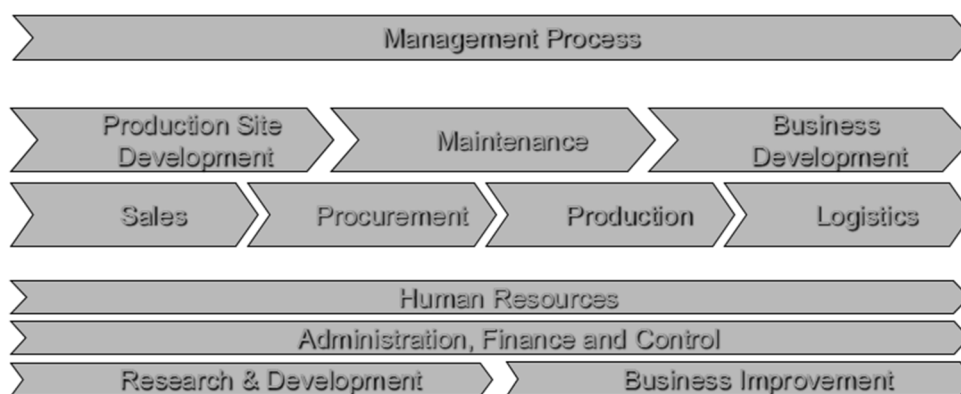 Management Process
Production Site
Development
Maintenance
Business
Development
Sales
Procurement
Production
Logistics
Human Resources
Administration, Finance and Control
Research & Development
Business Improvement